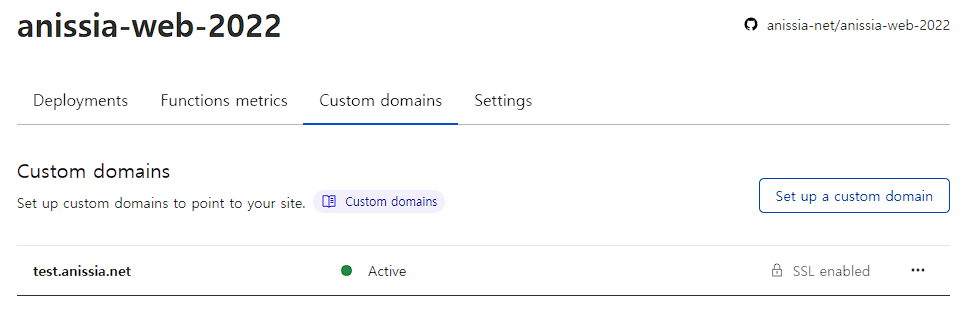 anissia-web-2022
anissia-net/anissia-web-2022
Deployments Functions metrics Custom domains Settings
Custom domains
Set up custom domains to point to your site. Custom domains
Set up a custom domain
test.anissia.net Active SSL enabled